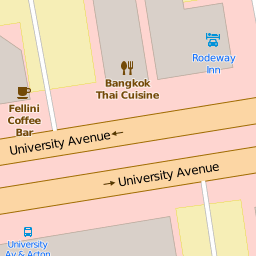 Rodeway
Inn
Bangkok
Thai Cuisine
Fellini
Coffee
Bar
University Avenue
University Avenue
University
Av & Acton